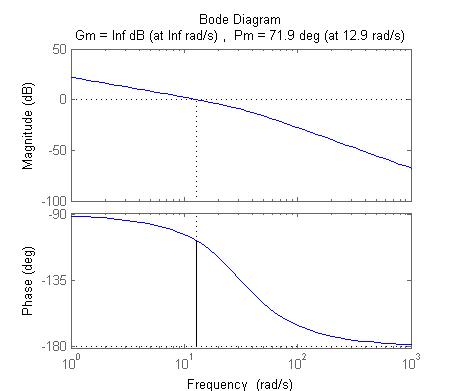 Bode Diagram
Gm = Inf dB (at Inf rad/s) , Pm = 71.9 deg (at 12.9 rad/s)
50
0
-50
-100
Magnitude (dB)
-90
-135
-180
Phase (deg)
10^0
10^1
10^2
10^3
Frequency (rad/s)